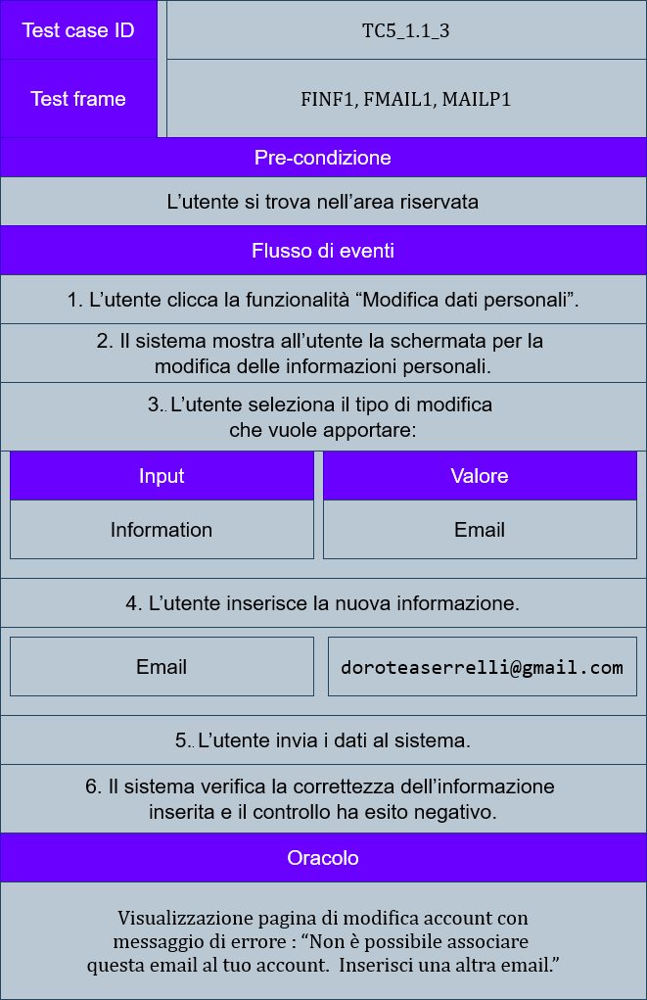 Test case ID
TC5_1.1_3
Test frame
FINF1, FMAIL1, MAILP1
Pre-condizione
L’utente si trova nell’area riservata
Flusso di eventi
1. L’utente clicca la funzionalità “Modifica dati personali”.
2. Il sistema mostra all’utente la schermata per la
modifica delle informazioni personali.
3.. L’utente seleziona il tipo di modifica
che vuole apportare:
Input
Valore
Information
Email
4. L’utente inserisce la nuova informazione.
Email
doroteaserrelli@gmail.com
5.. L’utente invia i dati al sistema.
6. Il sistema verifica la correttezza dell’informazione
inserita e il controllo ha esito negativo.
Oracolo
Visualizzazione pagina di modifica account con
messaggio di errore : “Non è possibile associare
questa email al tuo account.  Inserisci una altra email.”